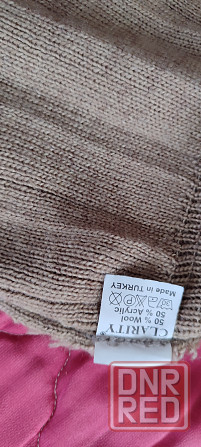 CLARITY
50 % Wool
50 % Acrylic
Made in TURKEY
DNR
RED